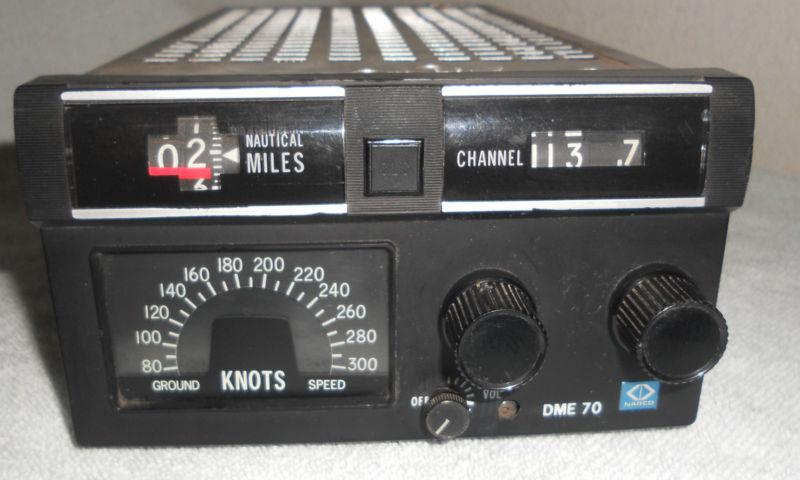 02
NAUTICAL
MILES
CHANNEL 113.7
80 100 120 140 160 180 200 220 240 260 280 300
GROUND KNOTS SPEED
OFF VOL
DME 70
NARCO